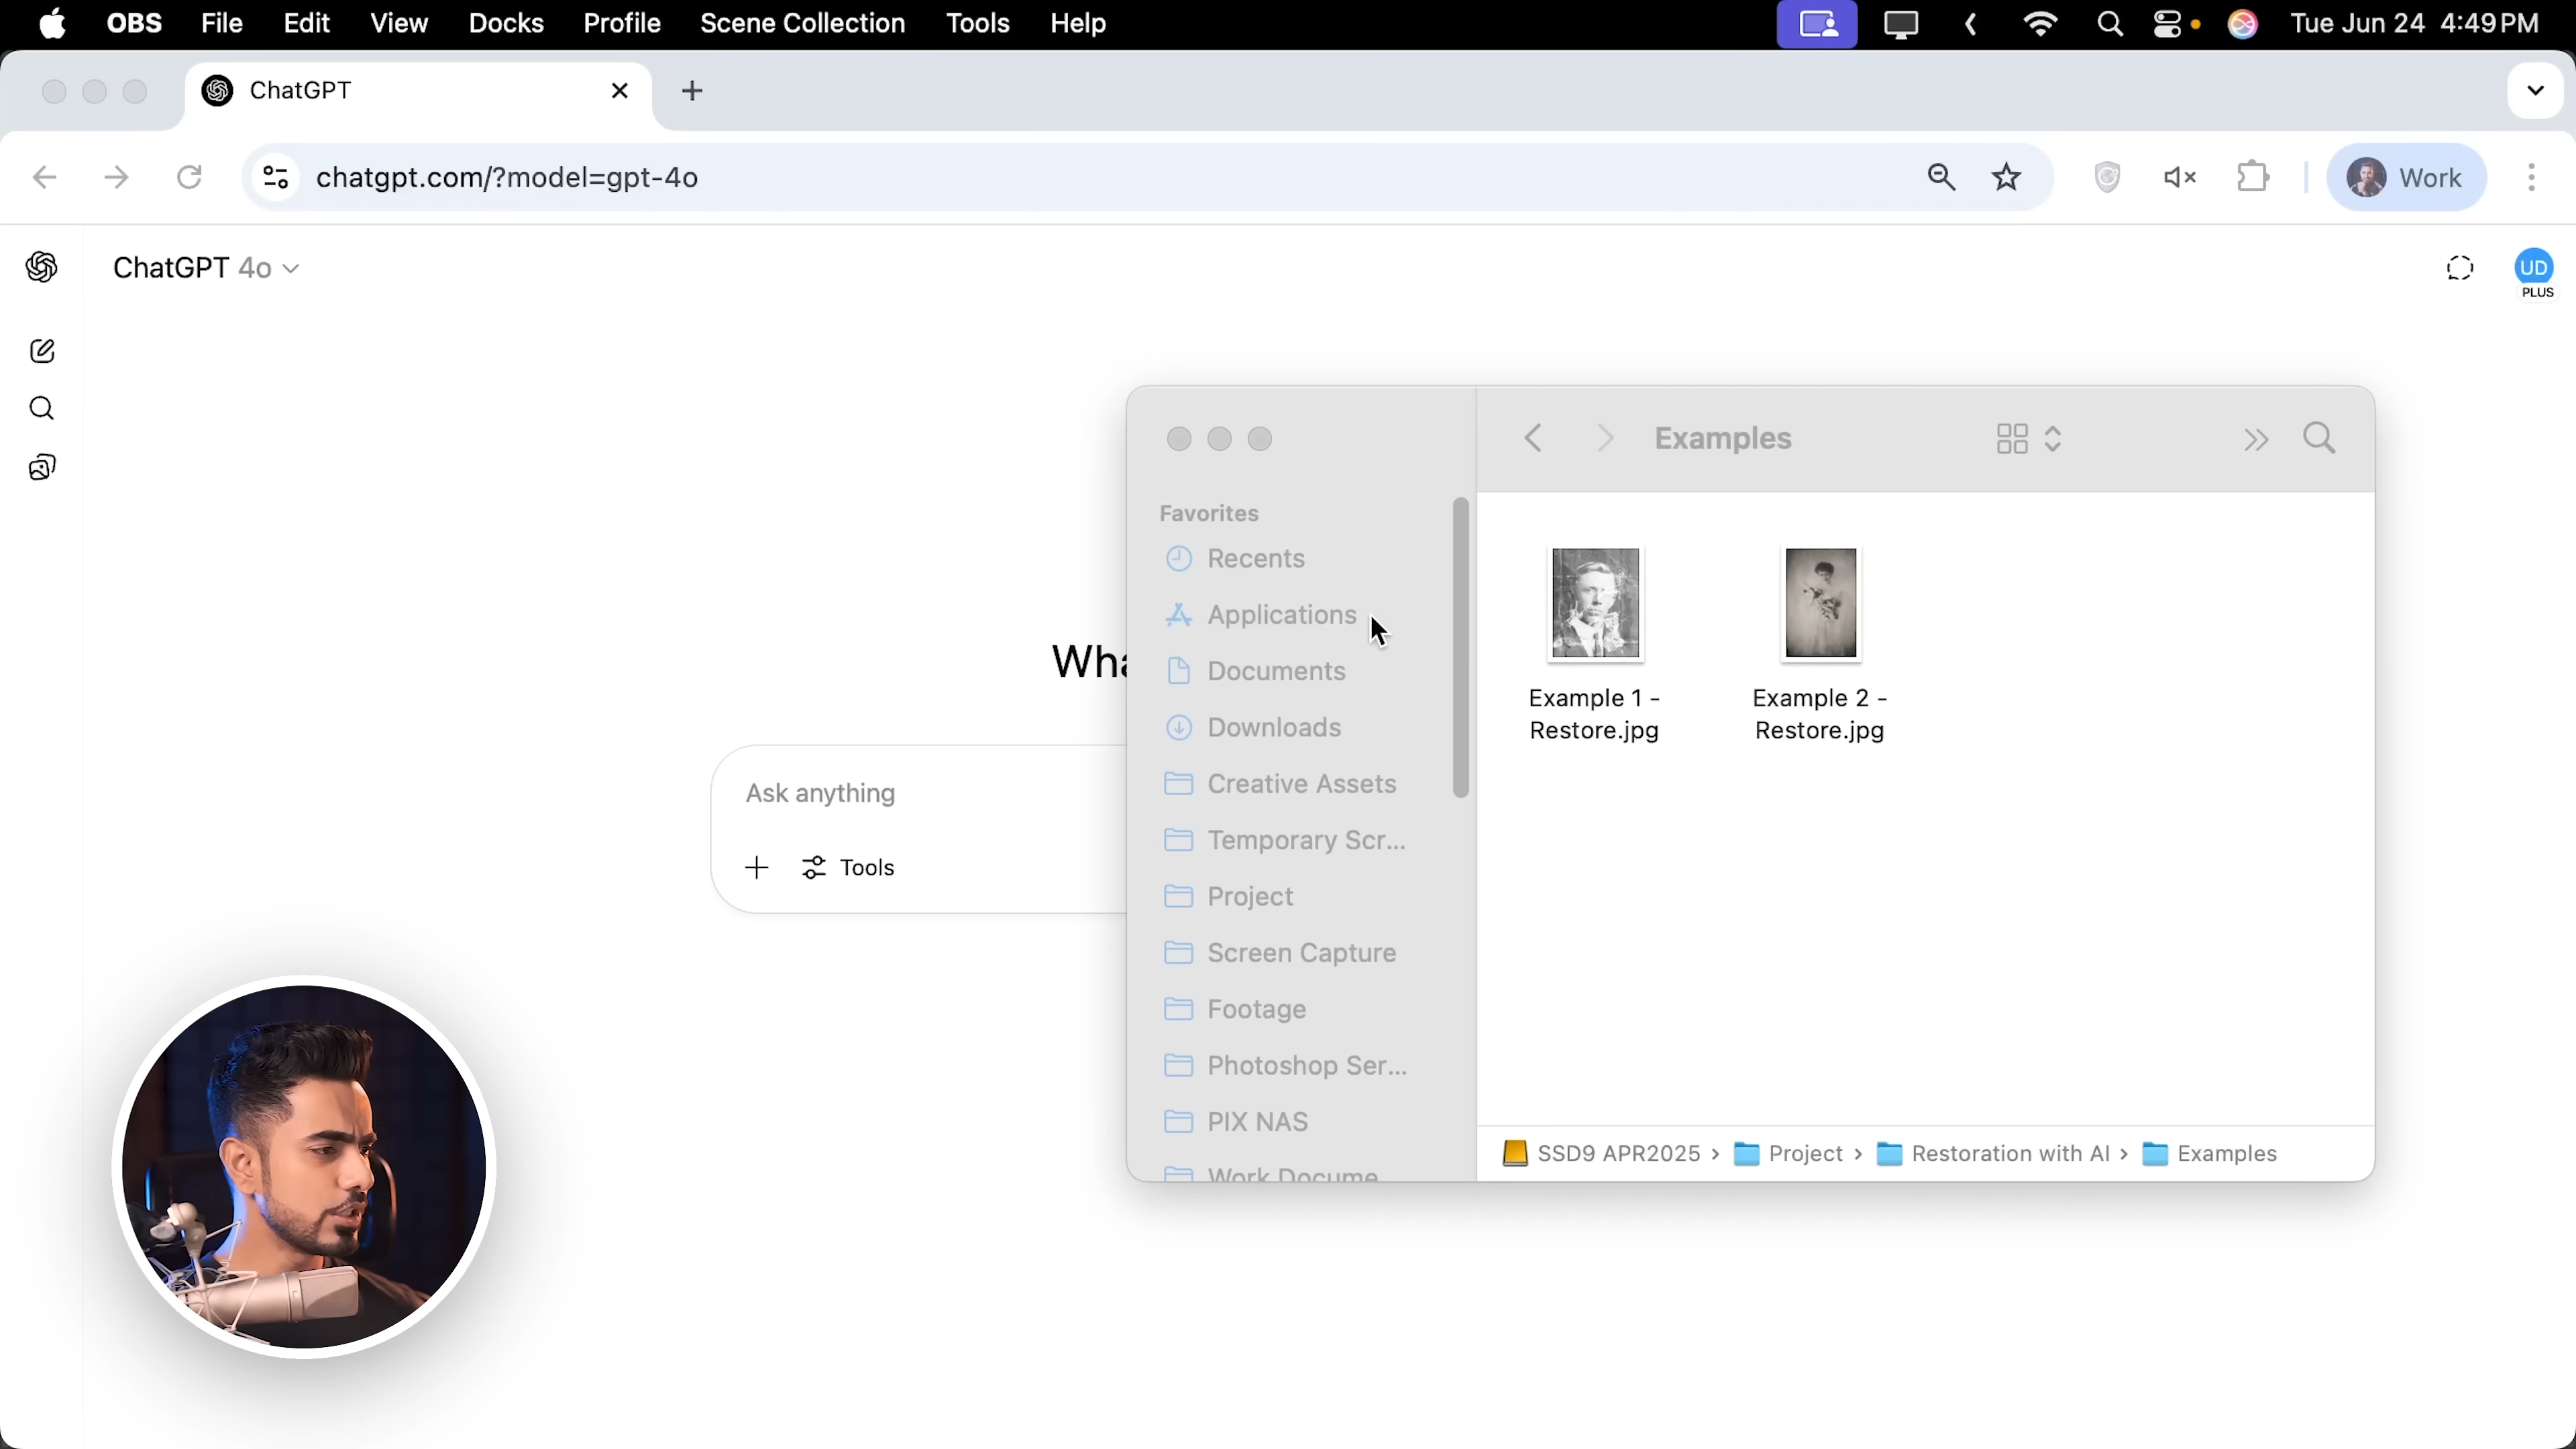 OBS File Edit View Docks Profile Scene Collection Tools Help Tue Jun 24 4:49 PM
ChatGPT
chatgpt.com/?model=gpt-4o Work
ChatGPT 4o
UD
PLUS
Wha
Ask anything
Tools
Examples
Favorites
Recents
Applications
Documents
Downloads
Creative Assets
Temporary Scr...
Project
Screen Capture
Footage
Photoshop Ser...
PIX NAS
Work Docume
Example 1 -
Restore.jpg
Example 2 -
Restore.jpg
SSD9 APR2025 › Project › Restoration with AI › Examples